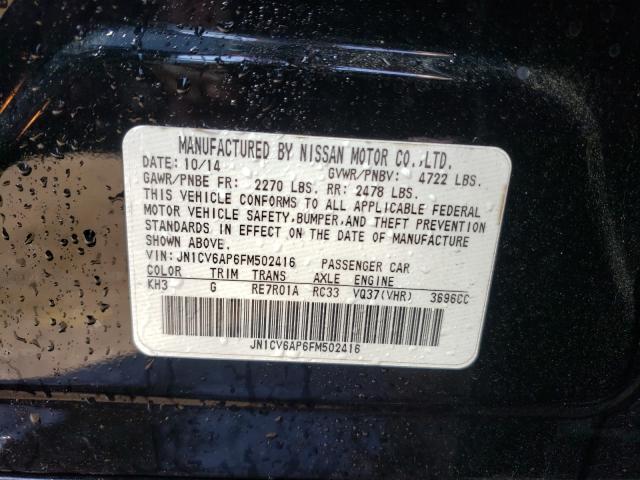 MANUFACTURED BY NISSAN MOTOR CO.,LTD.
DATE: 10/14 GVWR/PNBV: 4722 LBS.
GAWR/PNBE FR: 2270 LBS. RR: 2478 LBS.
THIS VEHICLE CONFORMS TO ALL APPLICABLE FEDERAL
MOTOR VEHICLE SAFETY,BUMPER,AND THEFT PREVENTION
STANDARDS IN EFFECT ON THE DATE OF MANUFACTURE
SHOWN ABOVE.
VIN: JN1CV6AP6FM502416 PASSENGER CAR
COLOR TRIM TRANS AXLE ENGINE
KH3 G RE7R01A RC33 VQ37(VHR) 3696CC
JN1CV6AP6FM502416